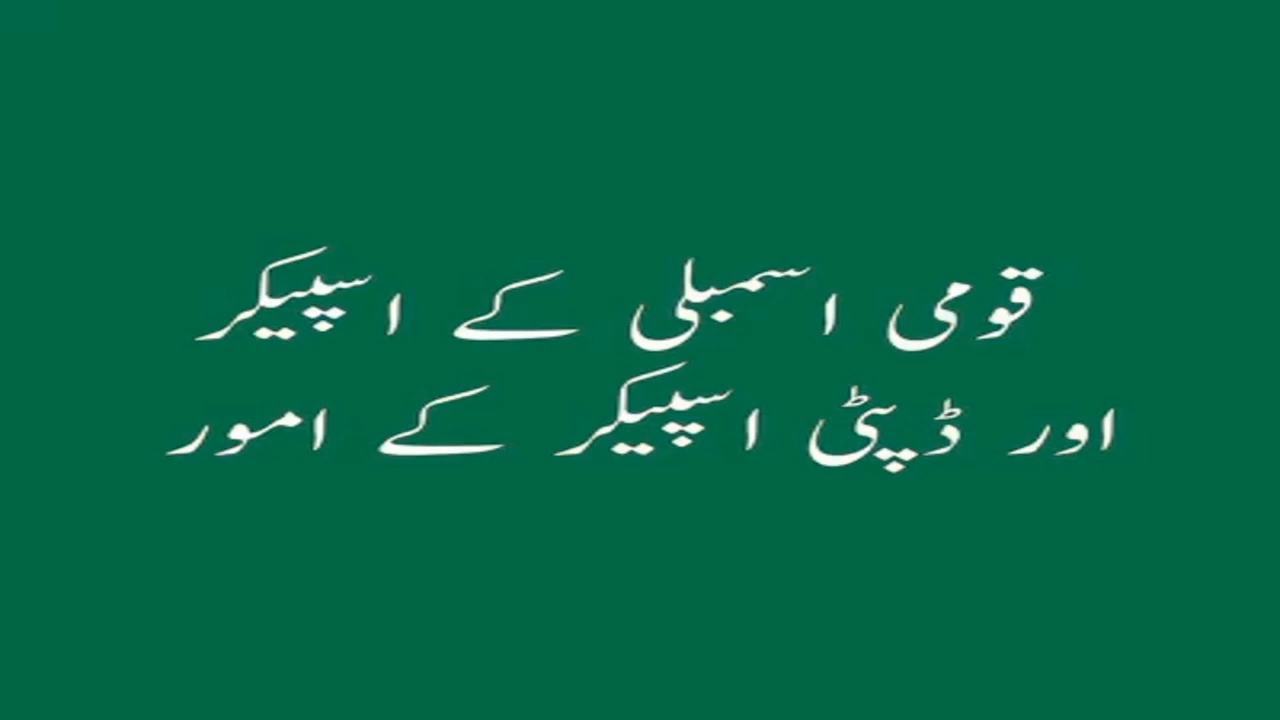 قومی اسمبلی کے اسپیکر
اور ڈپٹی اسپیکر کے امور